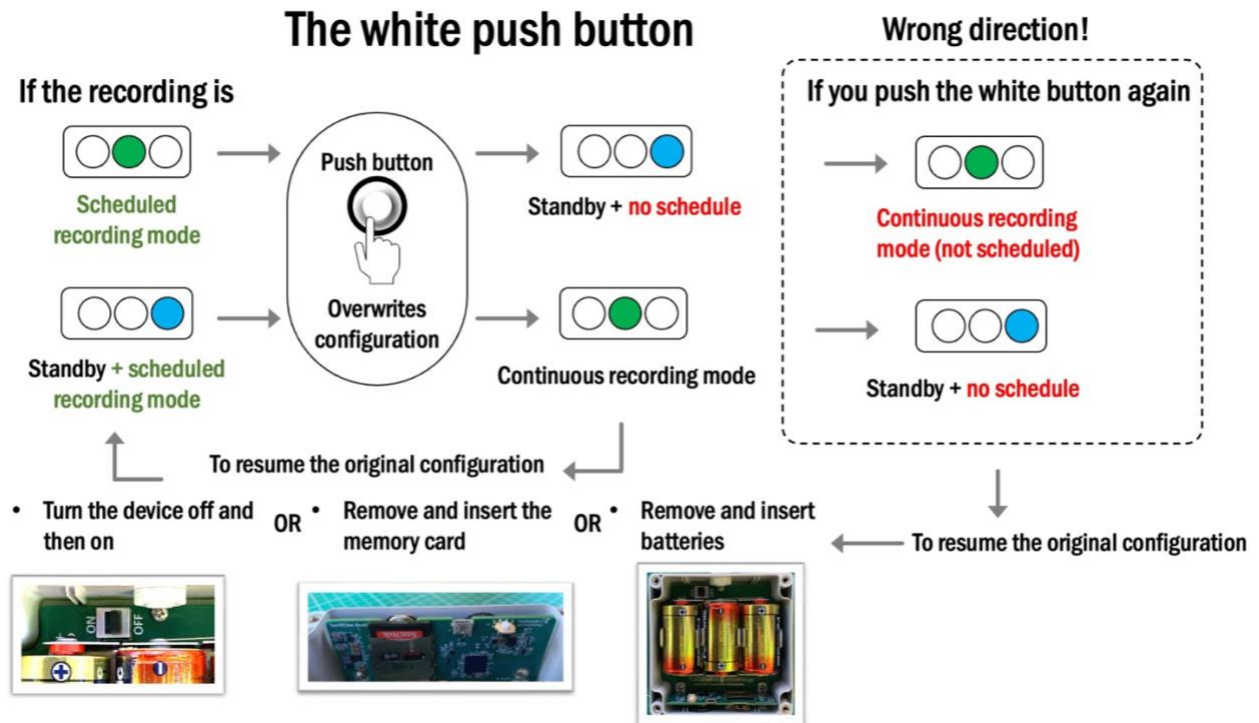 The white push button
Wrong direction!
If the recording is
If you push the white button again
Push button
Scheduled
recording mode
Standby + no schedule
Continuous recording
mode (not scheduled)
Overwrites
configuration
Standby + scheduled
recording mode
Continuous recording mode
Standby + no schedule
To resume the original configuration
• Turn the device off and
then on
OR
• Remove and insert the
memory card
OR
• Remove and insert
batteries
To resume the original configuration
ON
OFF